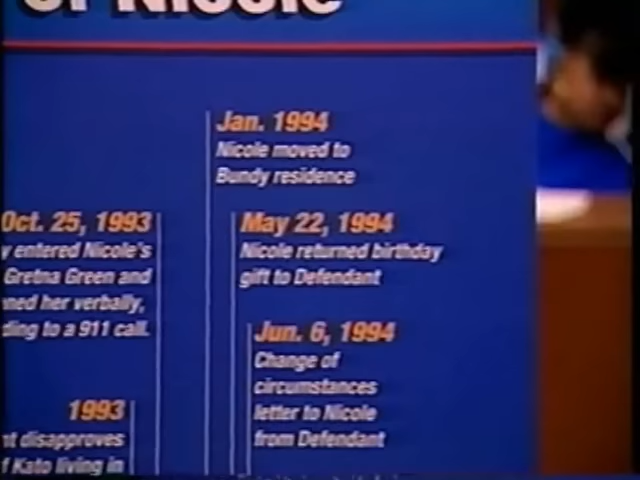 of Nicole
Jan. 1994
Nicole moved to
Bundy residence
Oct. 25, 1993
y entered Nicole's
Gretna Green and
ned her verbally,
ding to a 911 call.
May 22, 1994
Nicole returned birthday
gift to Defendant
Jun. 6, 1994
Change of
circumstances
letter to Nicole
from Defendant
1993
nt disapproves
f Kato living in